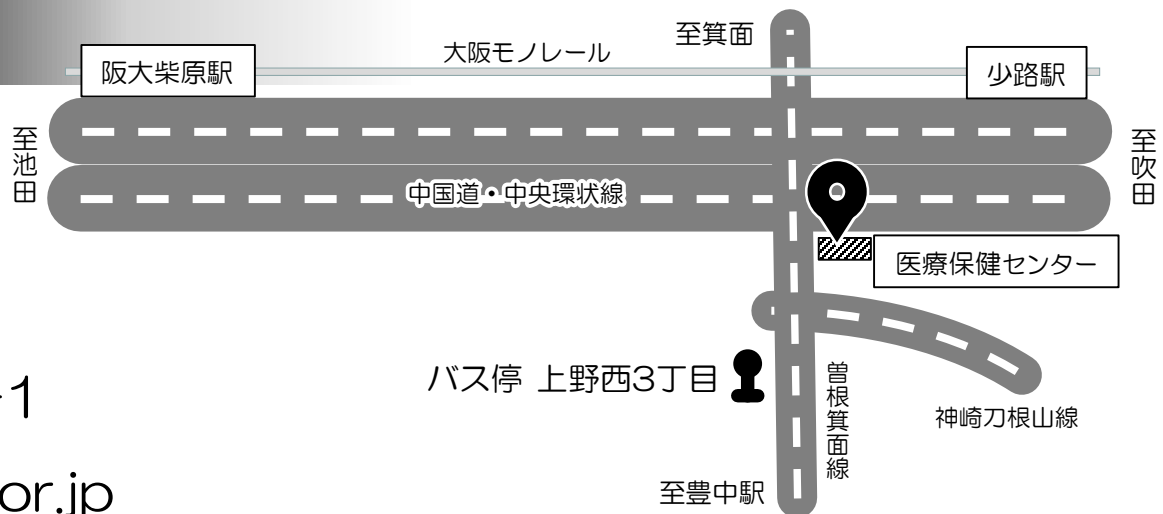 至箕面
大阪モノレール
阪大柴原駅
少路駅
至池田
至吹田
中国道・中央環状線
医療保健センター
バス停 上野西3丁目
曽根箕面線
神崎刀根山線
至豊中駅
1
or.jp